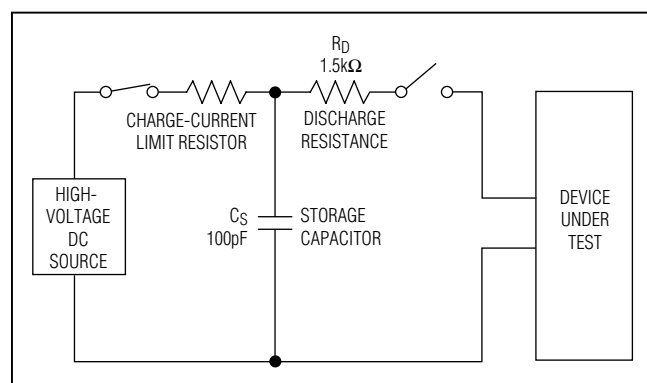 R_D
1.5kΩ
CHARGE-CURRENT
LIMIT RESISTOR
DISCHARGE
RESISTANCE
HIGH-
VOLTAGE
DC
SOURCE
C_S
100pF
STORAGE
CAPACITOR
DEVICE
UNDER
TEST